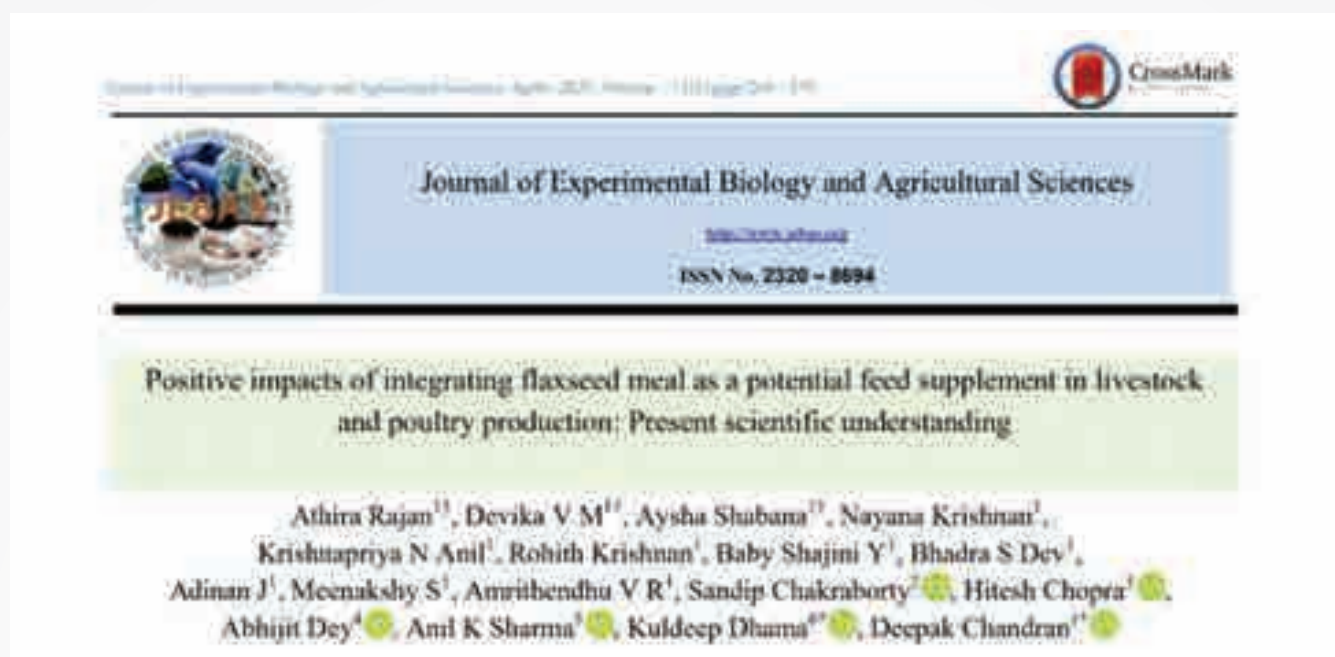 CrossMark
Journal of Experimental Biology and Agricultural Sciences
ISSN No. 2320 – 8694
Positive impacts of integrating flaxseed meal as a potential feed supplement in livestock
and poultry production: Present scientific understanding
Athira Rajan, Devika V M, Aysha Shabana, Nayana Krishnan,
Krishnapriya N Anil, Rohith Krishnan, Baby Shajini Y, Bhadra S Dev,
Adinan J, Meenakshy S, Amrithendhu V R, Sandip Chakraborty, Hitesh Chopra,
Abhijit Dey, Anil K Sharma, Kuldeep Dhama, Deepak Chandran